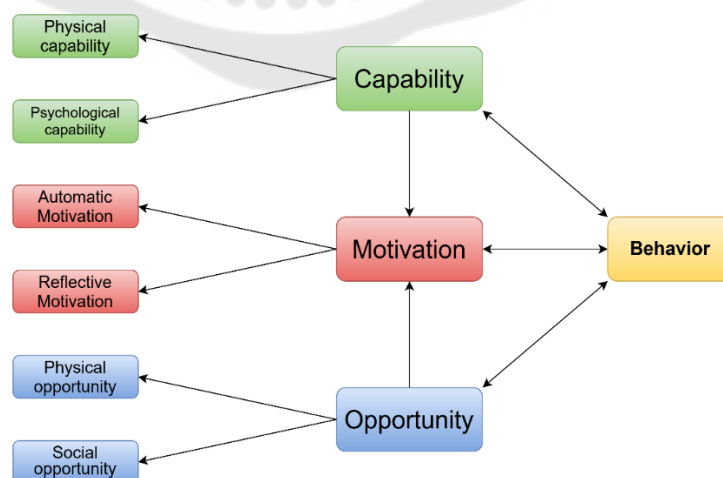 Physical
capability
Psychological
capability
Automatic
Motivation
Reflective
Motivation
Physical
opportunity
Social
opportunity
Capability
Motivation
Opportunity
Behavior